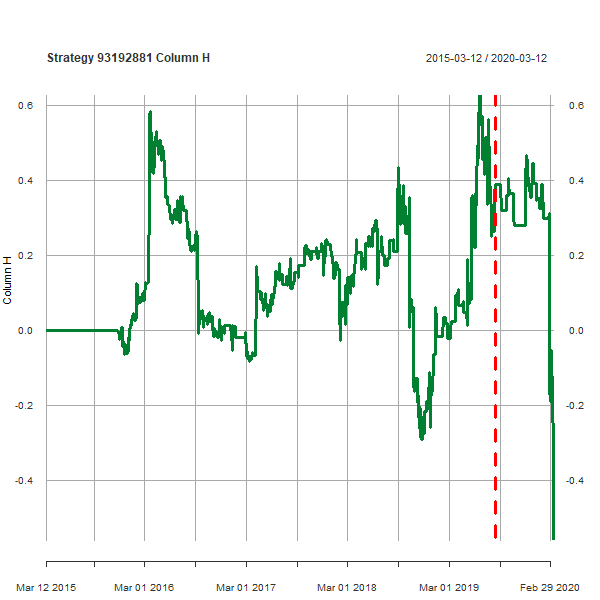 Strategy 93192881 Column H
2015-03-12 / 2020-03-12
0.6
0.6
0.4
0.4
0.2
0.2
Column H
0.0
0.0
-0.2
-0.2
-0.4
-0.4
Mar 12 2015
Mar 01 2016
Mar 01 2017
Mar 01 2018
Mar 01 2019
Feb 29 2020